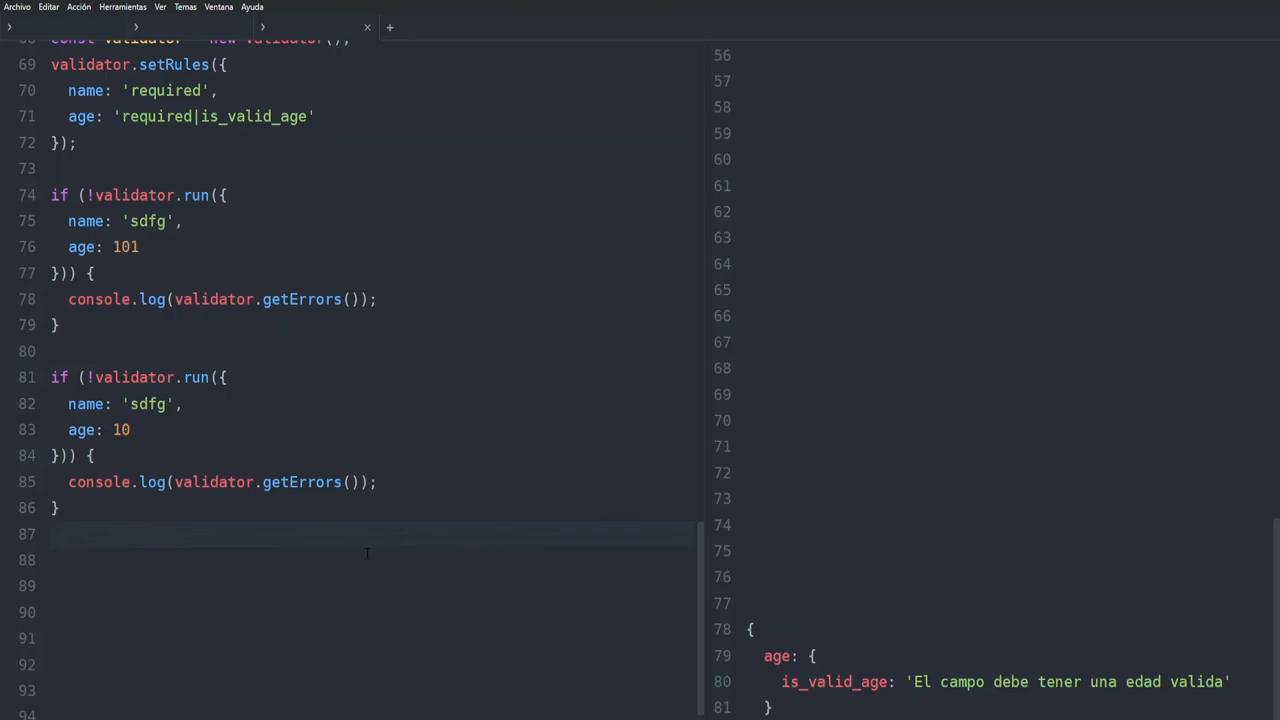 Archivo Editar Acción Herramientas Ver Temas Ventana Ayuda
68 const validator = new Validator();
69 validator.setRules({
70 name: 'required',
71 age: 'required|is_valid_age'
72 });
73
74 if (!validator.run({
75 name: 'sdfg',
76 age: 101
77 })) {
78 console.log(validator.getErrors());
79 }
80
81 if (!validator.run({
82 name: 'sdfg',
83 age: 10
84 })) {
85 console.log(validator.getErrors());
86 }
87
88
89
90
91
92
93
94
56
57
58
59
60
61
62
63
64
65
66
67
68
69
70
71
72
73
74
75
76
77
78 {
79 age: {
80 is_valid_age: 'El campo debe tener una edad valida'
81 }